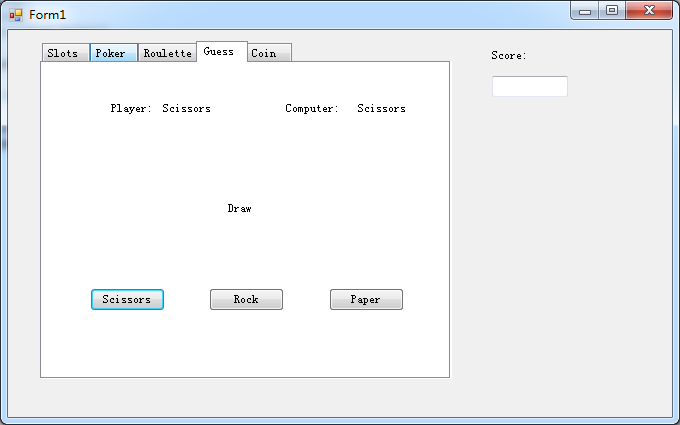 Form1
Slots Poker Roulette Guess Coin
Score:
Player: Scissors Computer: Scissors
Draw
Scissors Rock Paper